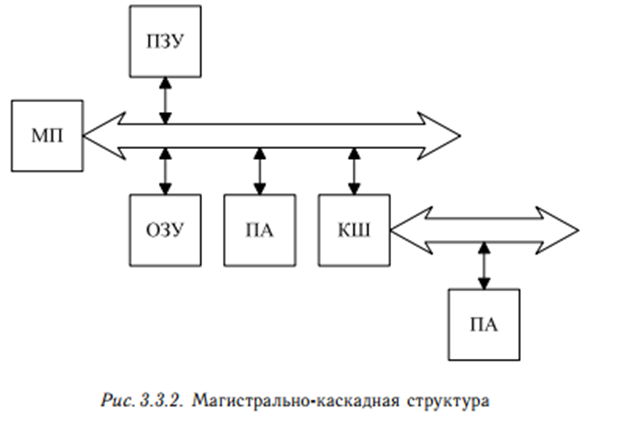 ПЗУ
МП
ОЗУ
ПА
КШ
ПА
Рис. 3.3.2. Магистрально-каскадная структура